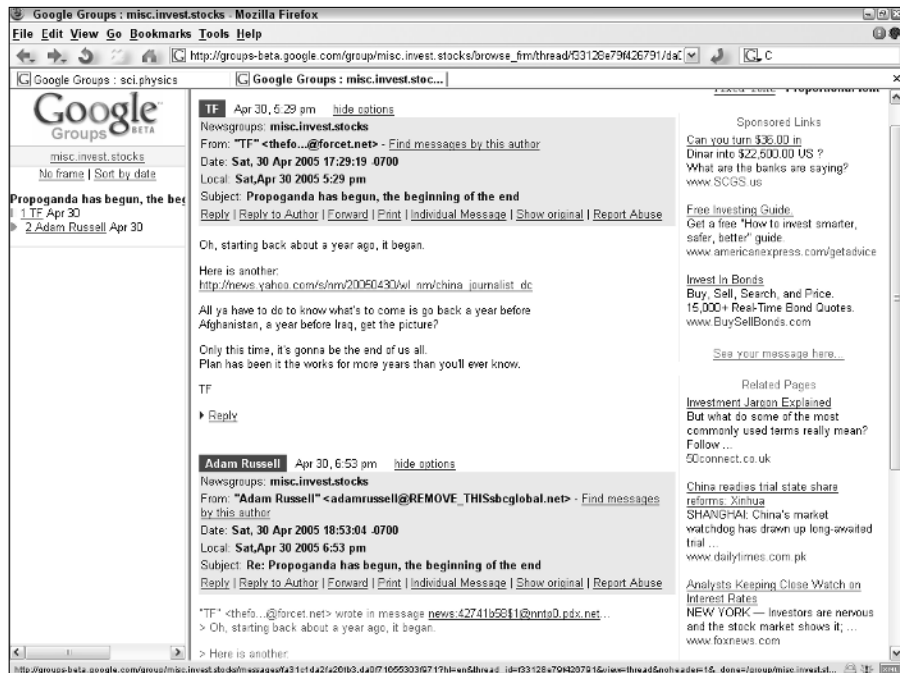 Google Groups : misc.invest.stocks - Mozilla Firefox
File Edit View Go Bookmarks Tools Help
http://groups-beta.google.com/group/misc.invest.stocks/browse_frm/thread/f33128e79f426791/da0
C
Google Groups : sci.physics
Google Groups : misc.invest.stoc...
Google
Groups BETA
misc.invest.stocks
No frame | Sort by date
Propoganda has begun, the beg
1 TF Apr 30
2 Adam Russell Apr 30
TF Apr 30, 5:29 pm hide options
Newsgroups: misc.invest.stocks
From: "TF" <thefo...@forcet.net> - Find messages by this author
Date: Sat, 30 Apr 2005 17:29:19 -0700
Local: Sat,Apr 30 2005 5:29 pm
Subject: Propoganda has begun, the beginning of the end
Reply | Reply to Author | Forward | Print | Individual Message | Show original | Report Abuse
Oh, starting back about a year ago, it began.
Here is another:
http://news.yahoo.com/s/nm/20050430/wl_nm/china_journalist_dc
All ya have to do to know what's to come is go back a year before
Afghanistan, a year before Iraq, get the picture?
Only this time, it's gonna be the end of us all.
Plan has been it the works for more years than you'll ever know.
TF
Reply
Adam Russell Apr 30, 6:53 pm hide options
Newsgroups: misc.invest.stocks
From: "Adam Russell" <adamrussell@REMOVE_THISsbcglobal.net> - Find messages
by this author
Date: Sat, 30 Apr 2005 18:53:04 -0700
Local: Sat,Apr 30 2005 6:53 pm
Subject: Re: Propoganda has begun, the beginning of the end
Reply | Reply to Author | Forward | Print | Individual Message | Show original | Report Abuse
"TF" <thefo...@forcet.net> wrote in message news:42741b58$1@nnto0.pdx.net...
> Oh, starting back about a year ago, it began.
> Here is another:
Sponsored Links
Can you turn $36.00 in
Dinar into $22,500.00 US ?
What are the banks are saying?
www.SCGS.us
Free Investing Guide.
Get a free "How to invest smarter,
safer, better" guide.
www.americanexpress.com/getadvice
Invest In Bonds
Buy, Sell, Search, and Price.
15,000+ Real-Time Bond Quotes.
www.BuySellBonds.com
See your message here...
Related Pages
Investment Jargon Explained
But what do some of the most
commonly used terms really mean?
Follow ...
50connect.co.uk
China readies trial state share
reforms: Xinhua
SHANGHAI: China's market
watchdog has drawn up long-awaited
trial ...
www.dailytimes.com.pk
Analysts Keeping Close Watch on
Interest Rates
NEW YORK — Investors are nervous
and the stock market shows it; ...
www.foxnews.com